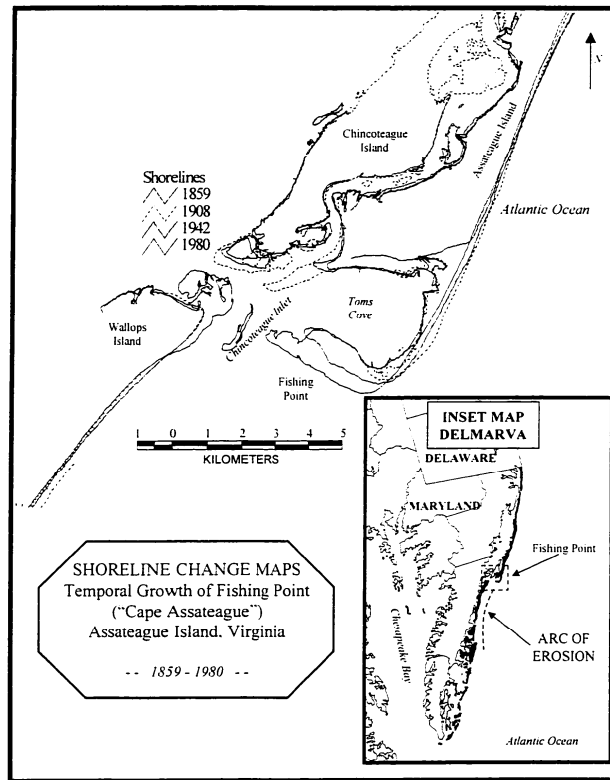 N
Chincoteague
Island
Assateague Island
Shorelines
1859
1908
1942
1980
Atlantic Ocean
Toms
Cove
Chincoteague Inlet
Wallops
Island
Fishing
Point
1 0 1 2 3 4 5
KILOMETERS
SHORELINE CHANGE MAPS
Temporal Growth of Fishing Point
("Cape Assateague")
Assateague Island, Virginia
-- 1859 - 1980 --
INSET MAP
DELMARVA
DELAWARE
MARYLAND
Fishing Point
Chesapeake Bay
ARC OF
EROSION
Atlantic Ocean